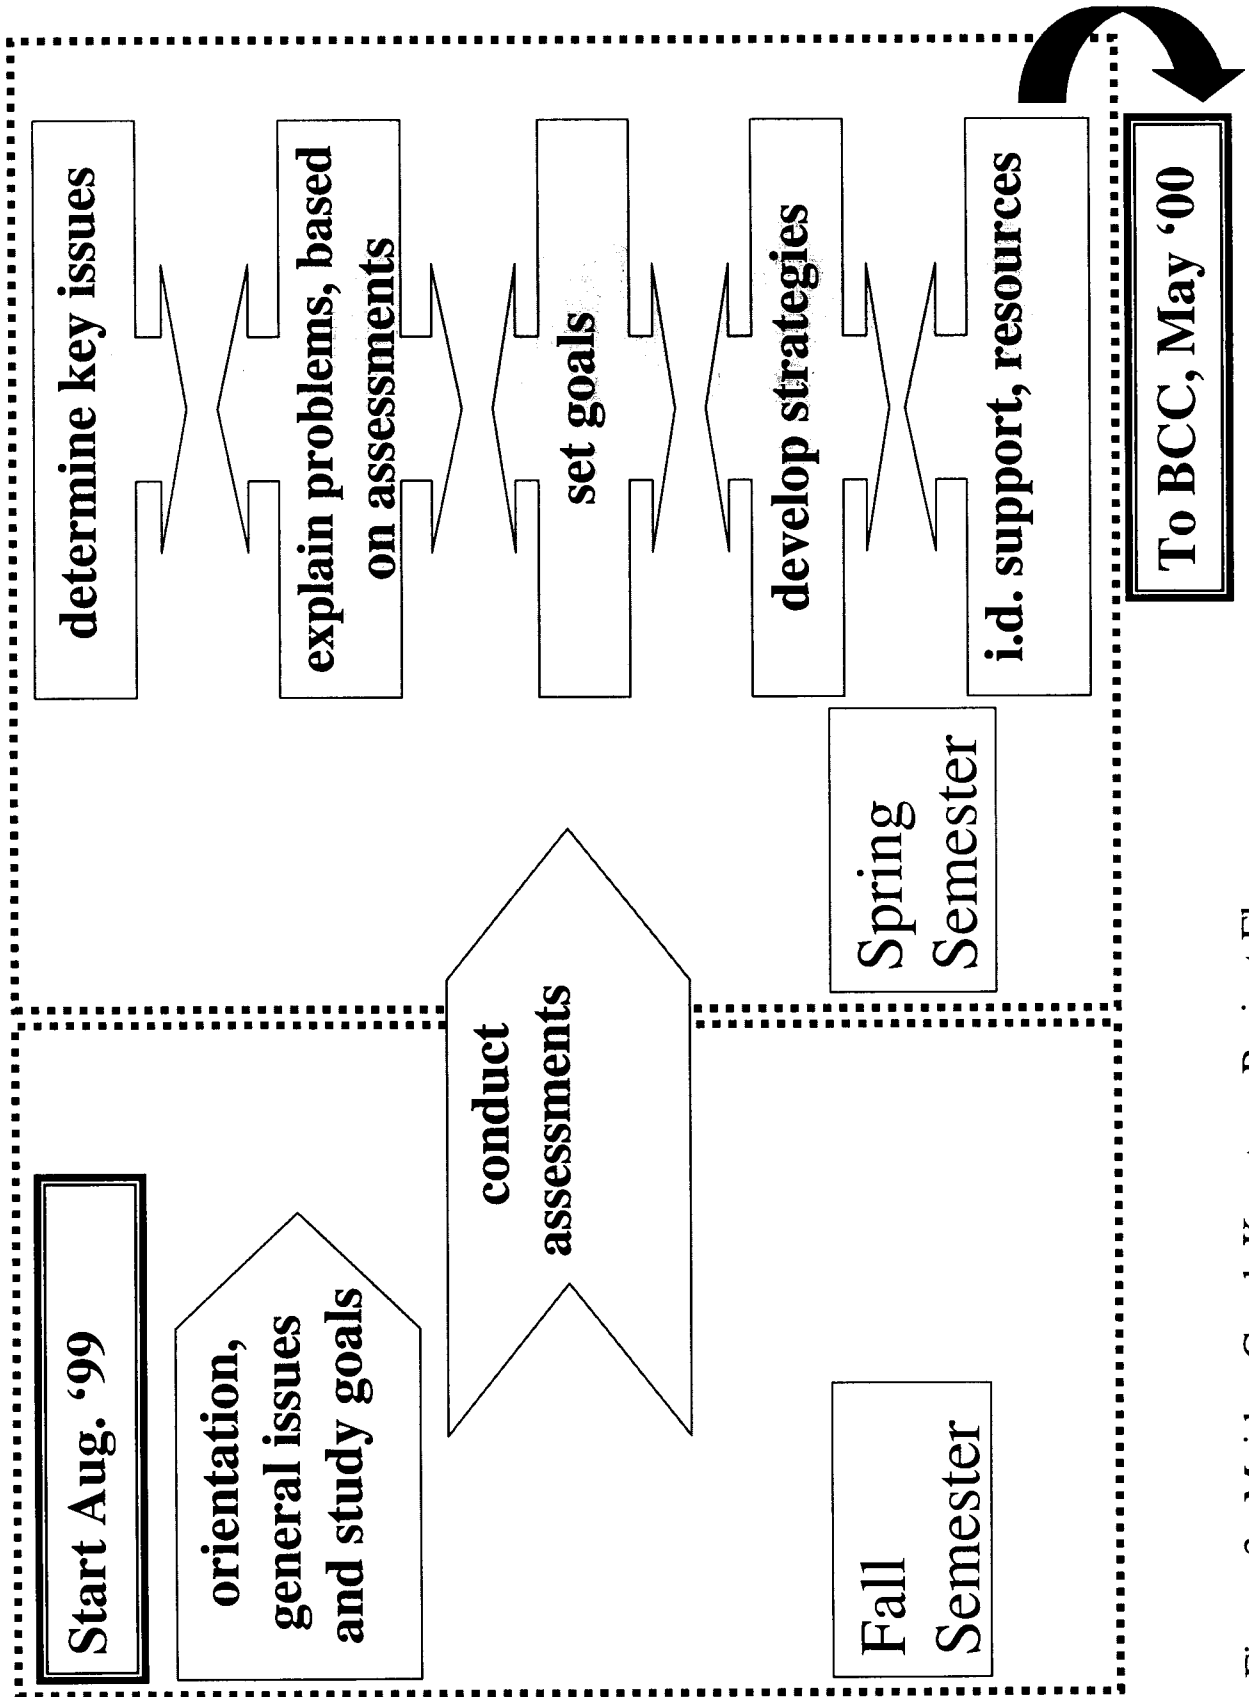 Start Aug. ‘99
orientation,
general issues
and study goals
conduct
assessments
Fall
Semester
determine key issues
explain problems, based
on assessments
set goals
develop strategies
i.d. support, resources
Spring
Semester
To BCC, May ‘00